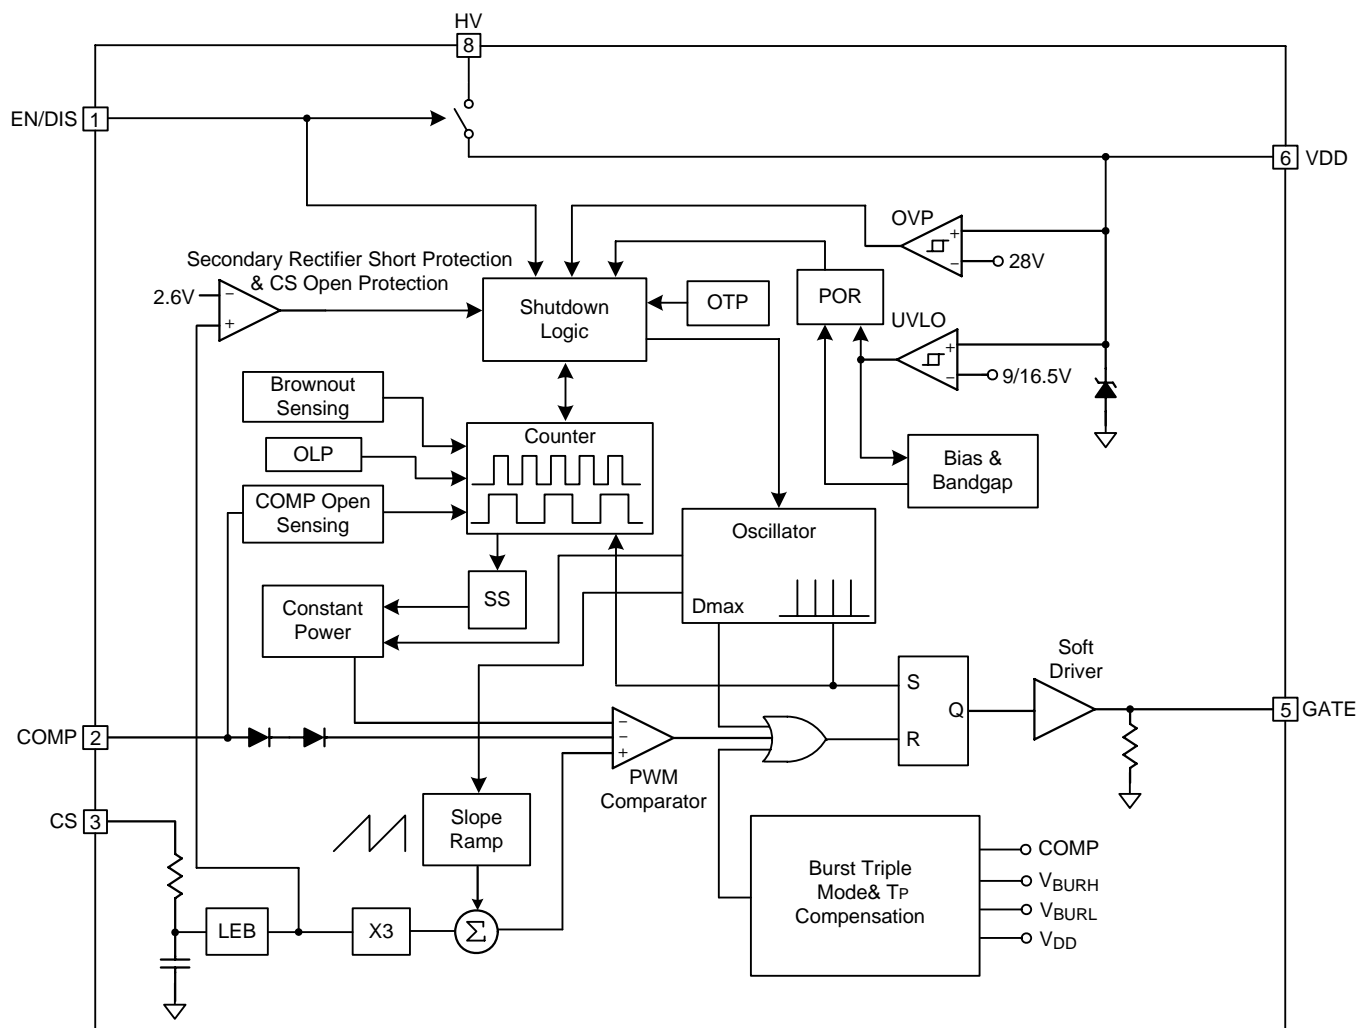 HV
8
EN/DIS 1
6 VDD
OVP
+
−
28V
Secondary Rectifier Short Protection
& CS Open Protection
2.6V
−
+
Shutdown
Logic
OTP
POR
UVLO
+
−
9/16.5V
Brownout
Sensing
OLP
COMP Open
Sensing
Counter
Bias &
Bandgap
Oscillator
Dmax
SS
Constant
Power
Soft
Driver
S
Q
R
5 GATE
COMP 2
−
−
+
PWM
Comparator
CS 3
Slope
Ramp
Burst Triple
Mode& TP
Compensation
COMP
VBURH
VBURL
VDD
LEB
X3
Σ